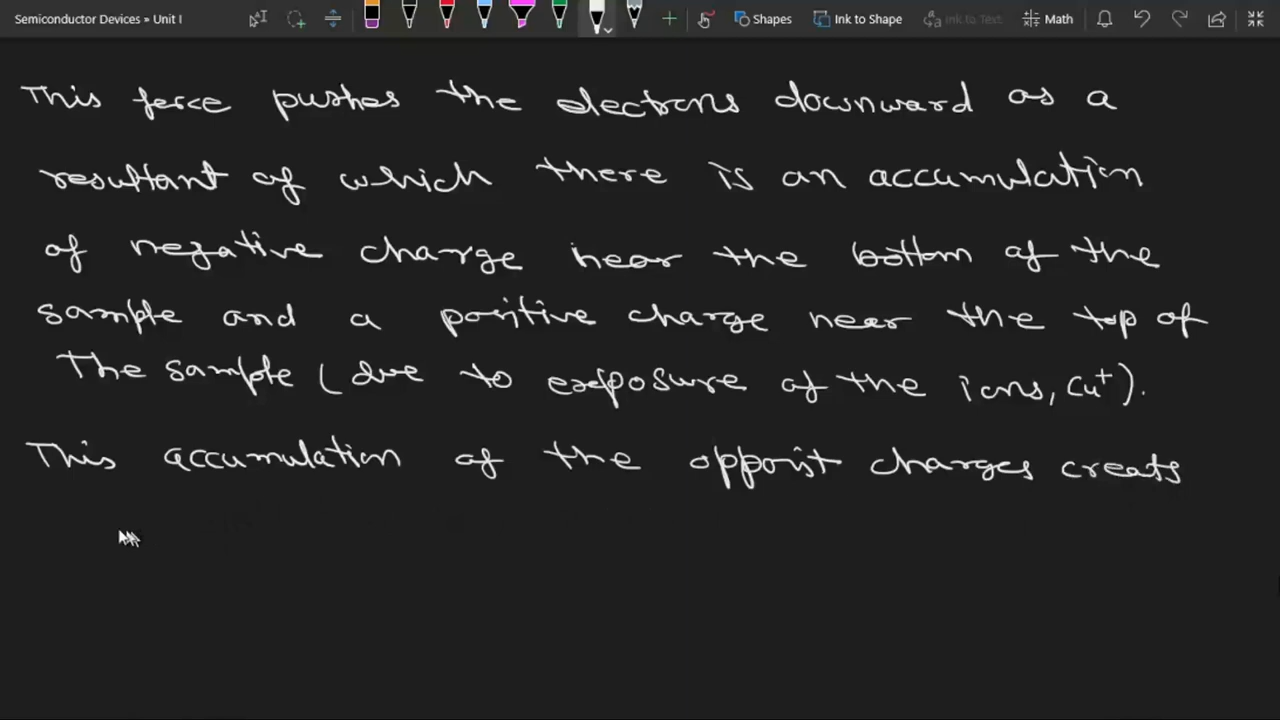 Semiconductor Devices » Unit I
Shapes
Ink to Shape
Ink to Text
Math
This force pushes the electrons downward as a
resultant of which there is an accumulation
of negative charge near the bottom of the
sample and a positive charge near the top of
The sample (due to exposure of the ions, Cu+).
This accumulation of the opposit charges creats